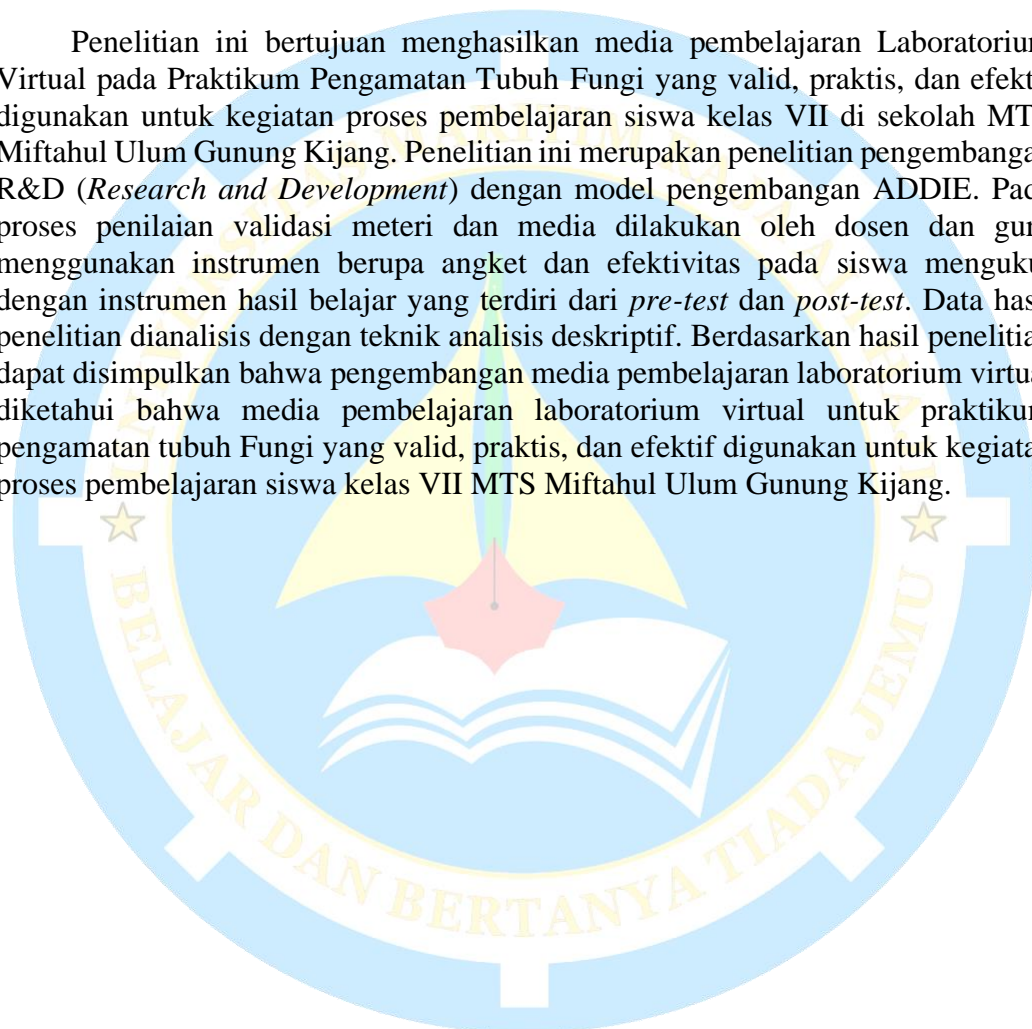 Penelitian ini bertujuan menghasilkan media pembelajaran Laboratorium
Virtual pada Praktikum Pengamatan Tubuh Fungi yang valid, praktis, dan efekt
digunakan untuk kegiatan proses pembelajaran siswa kelas VII di sekolah MT
Miftahul Ulum Gunung Kijang. Penelitian ini merupakan penelitian pengembanga
R&D (Research and Development) dengan model pengembangan ADDIE. Pad
proses penilaian validasi meteri dan media dilakukan oleh dosen dan gur
menggunakan instrumen berupa angket dan efektivitas pada siswa menguku
dengan instrumen hasil belajar yang terdiri dari pre-test dan post-test. Data has
penelitian dianalisis dengan teknik analisis deskriptif. Berdasarkan hasil penelitia
dapat disimpulkan bahwa pengembangan media pembelajaran laboratorium virtua
diketahui bahwa media pembelajaran laboratorium virtual untuk praktikum
pengamatan tubuh Fungi yang valid, praktis, dan efektif digunakan untuk kegiata
proses pembelajaran siswa kelas VII MTS Miftahul Ulum Gunung Kijang.
UNIVERSITAS MARITIM RAJA ALI HAJI
BELAJAR DAN BERTANYA TIADA JEMU